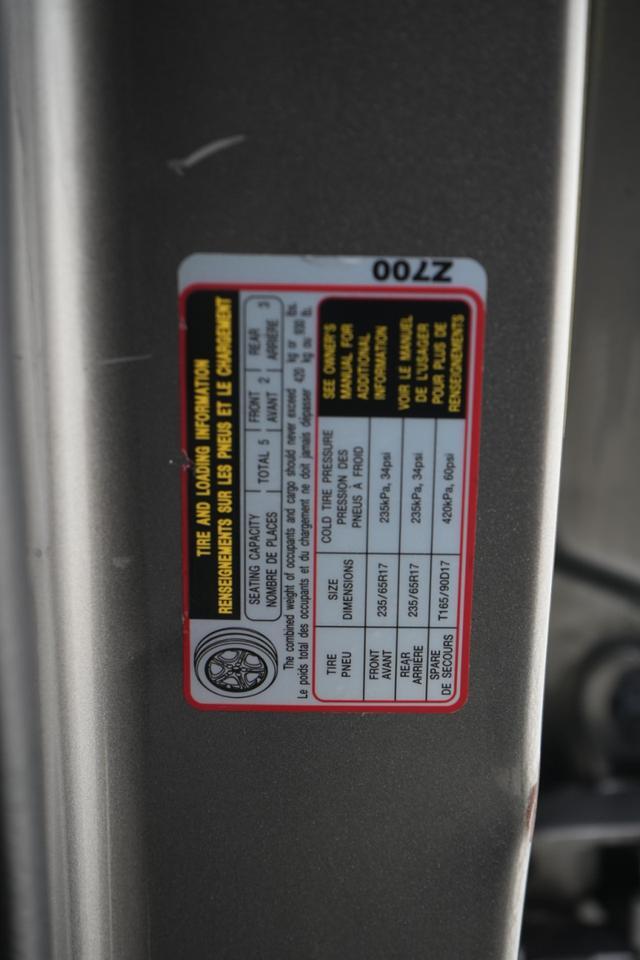 Z700
TIRE AND LOADING INFORMATION
RENSEIGNEMENTS SUR LES PNEUS ET LE CHARGEMENT
SEATING CAPACITY TOTAL 5 FRONT 2 REAR 3
NOMBRE DE PLACES AVANT ARRIÈRE
The combined weight of occupants and cargo should never exceed 420 kg or 930 lbs.
Le poids total des occupants et du chargement ne doit jamais dépasser 420 kg ou 930 lb.
TIRE SIZE COLD TIRE PRESSURE
PNEU DIMENSIONS PRESSION DES
PNEUS À FROID
FRONT
AVANT 235/65R17 235kPa, 34psi
REAR
ARRIÈRE 235/65R17 235kPa, 34psi
SPARE
DE SECOURS T165/90D17 420kPa, 60psi
SEE OWNER'S
MANUAL FOR
ADDITIONAL
INFORMATION
VOIR LE MANUEL
DE L'USAGER
POUR PLUS DE
RENSEIGNEMENTS